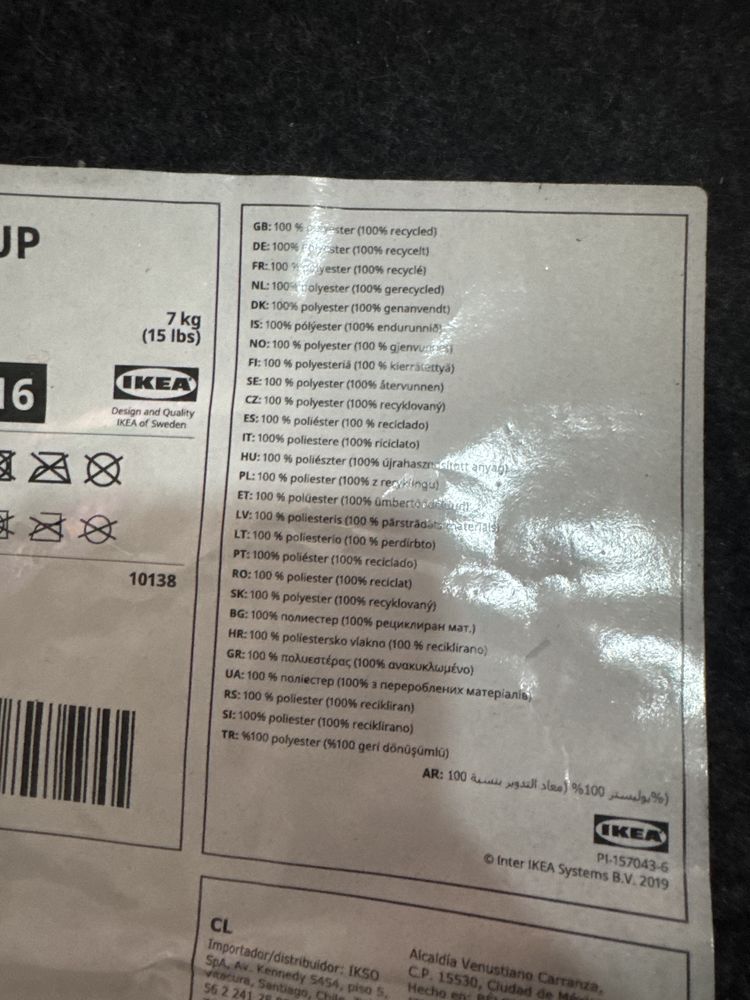 UP
7 kg
(15 lbs)
16
IKEA
Design and Quality
IKEA of Sweden
10138
GB: 100 % polyester (100% recycled)
DE: 100% polyester (100% recycelt)
FR: 100 % polyester (100% recyclé)
NL: 100% polyester (100% gerecycled)
DK: 100% polyester (100% genanvendt)
IS: 100% pólýester (100% endurunnið)
NO: 100 % polyester (100 % gjenvunnet)
FI: 100 % polyesteriä (100 % kierrätettyä)
SE: 100 % polyester (100% återvunnen)
CZ: 100 % polyester (100% recyklovaný)
ES: 100 % poliéster (100 % reciclado)
IT: 100% poliestere (100% riciclato)
HU: 100 % poliészter (100% újrahasznosított anyag)
PL: 100 % poliester (100% z recyklingu)
ET: 100 % polüester (100% ümbertöödeldud)
LV: 100 % poliesteris (100 % pārstrādāts materiāls)
LT: 100 % poliesterio (100 % perdirbto)
PT: 100% poliéster (100% reciclado)
RO: 100 % poliester (100% reciclat)
SK: 100 % polyester (100% recyklovaný)
BG: 100% полиестер (100% рециклиран мат.)
HR: 100 % poliestersko vlakno (100 % reciklirano)
GR: 100 % πολυεστέρας (100% ανακυκλωμένο)
UA: 100 % поліестер (100% з перероблених матеріалів)
RS: 100 % poliester (100% recikliran)
SI: 100% poliester (100% reciklirano)
TR: %100 polyester (%100 geri dönüşümlü)
AR: 100 %بوليستر 100% (معاد التدوير بنسبة)
IKEA
PI-157043-6
© Inter IKEA Systems B.V. 2019
CL
Importador/distribuidor: IKSO
SpA, Av. Kennedy 5454, piso 5,
Vitacura, Santiago, Chile
56 2 241
Alcaldía Venustiano Carranza,
C.P. 15530, Ciudad de
Hecho en: